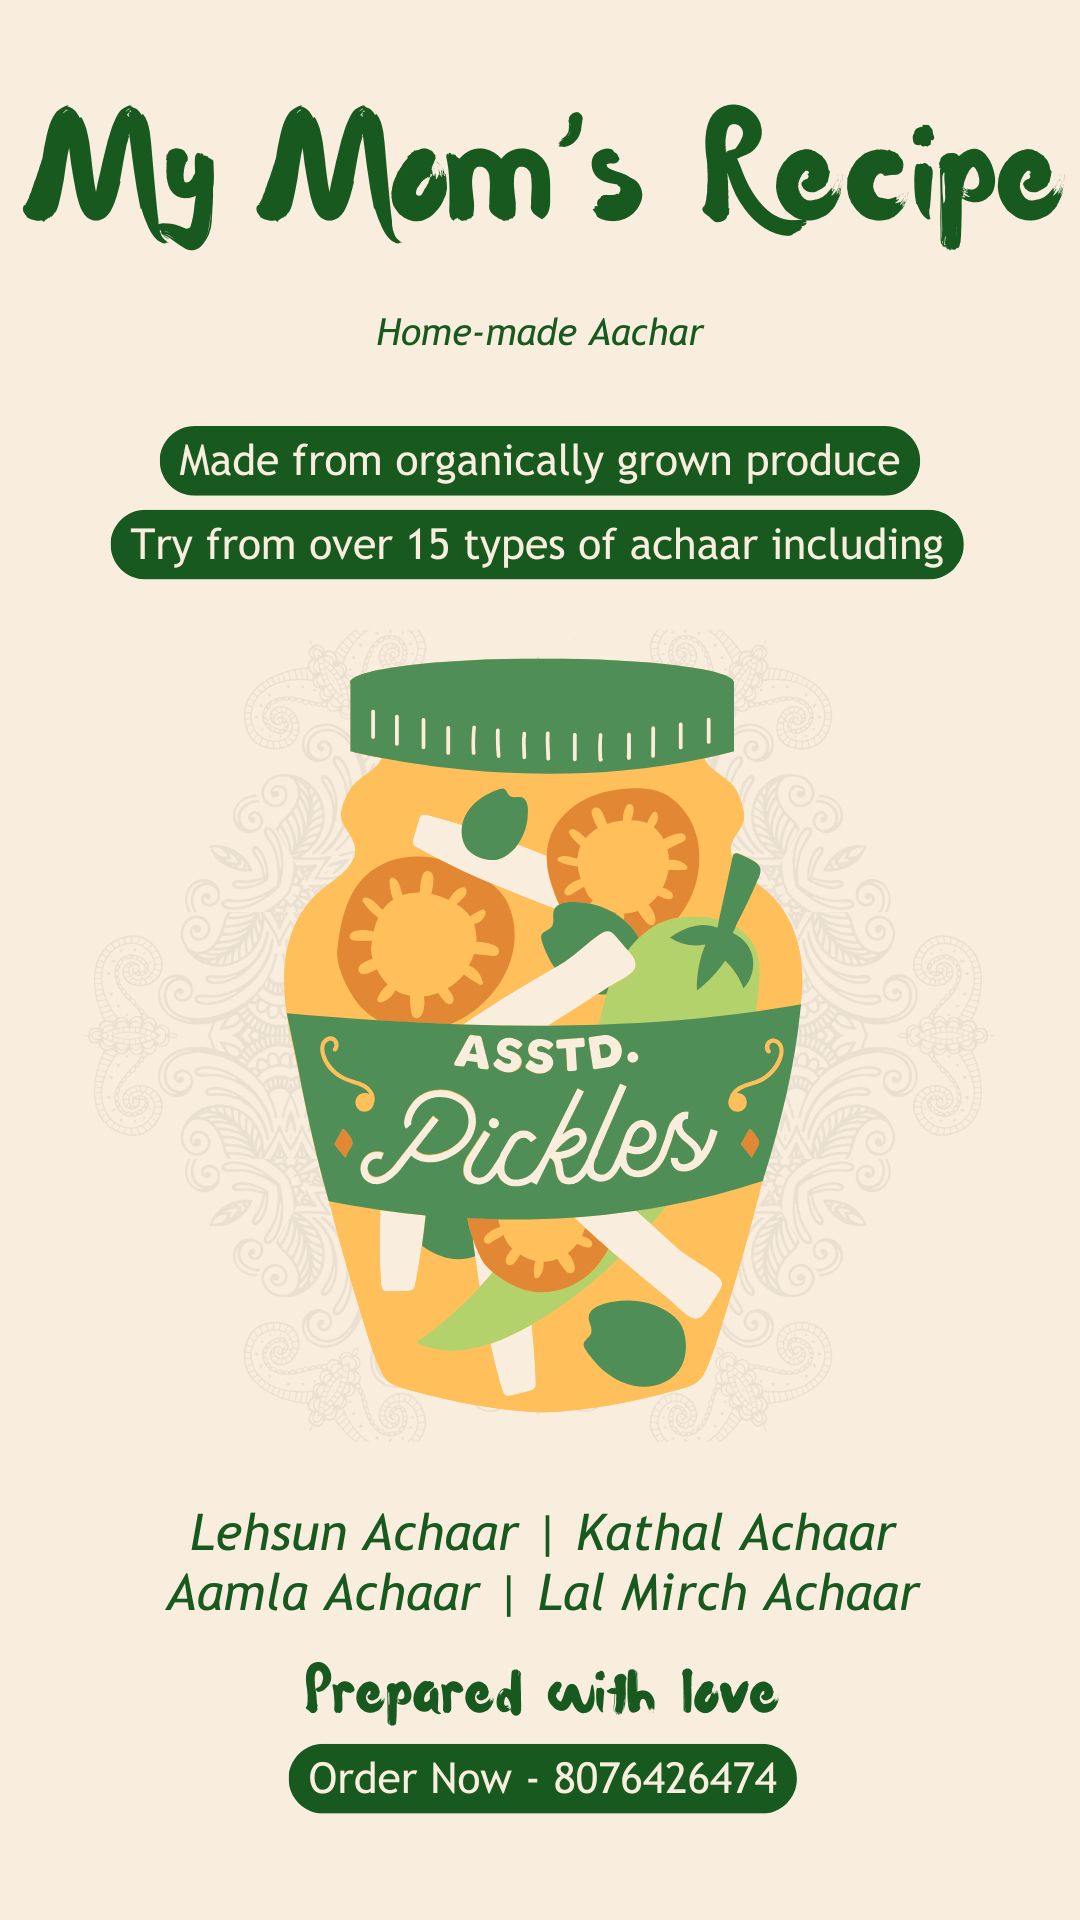 My Mom's Recipe
Home-made Aachar
Made from organically grown produce
Try from over 15 types of achaar including
ASSTD.
Pickles
Lehsun Achaar | Kathal Achaar
Aamla Achaar | Lal Mirch Achaar
Prepared with love
Order Now - 8076426474